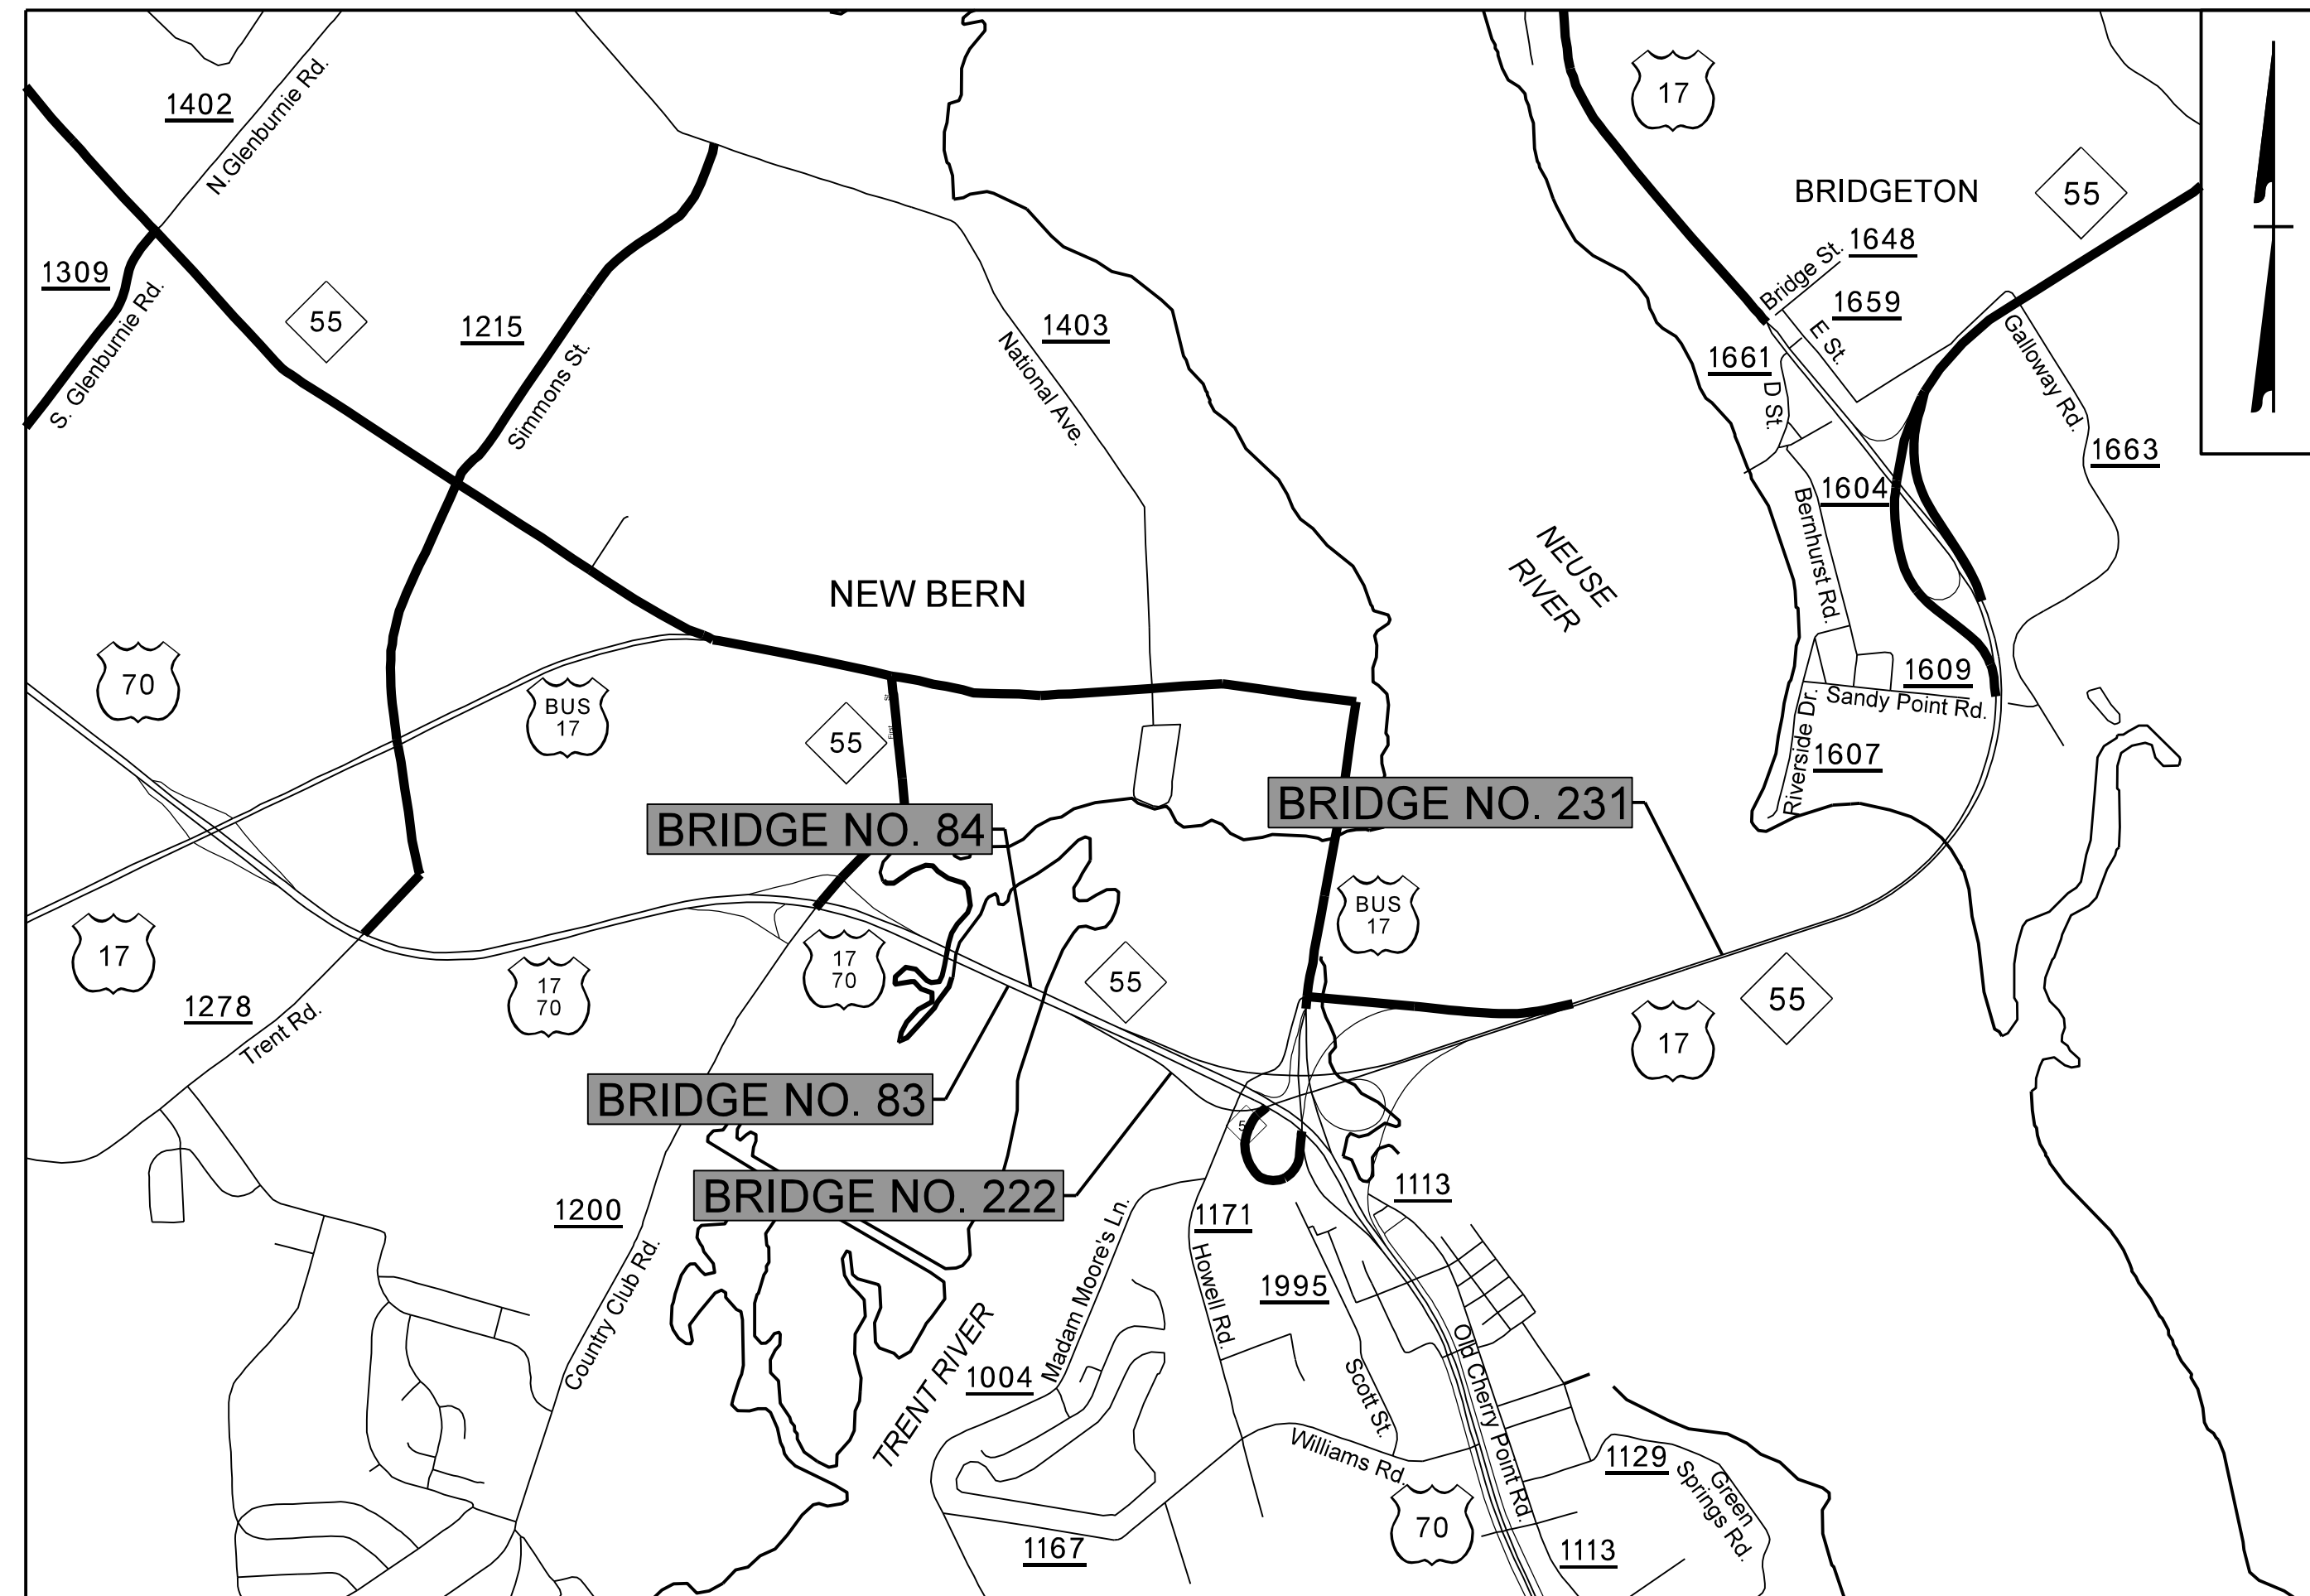 17
1402
N.Glenburnie Rd.
BRIDGETON
55
1648
Bridge St.
1309
S. Glenburnie Rd.
55
1215
Simmons St.
1403
National Ave.
1659
E St.
1661
D St.
Galloway Rd.
1663
1604
Bernhurst Rd.
NEUSE
RIVER
NEW BERN
70
BUS
17
55
First
St.
1609
Sandy Point Rd.
Riverside Dr.
1607
BRIDGE NO. 84
BRIDGE NO. 231
BUS
17
17
17
70
17
70
55
55
17
1278
Trent Rd.
BRIDGE NO. 83
5
BRIDGE NO. 222
1200
Country Club Rd.
1113
1171
Howell Rd.
Madam Moore's Ln.
1995
Scott St.
Old Cherry Point Rd.
TRENT RIVER
1004
Williams Rd.
1129
Green
Springs Rd.
70
1167
1113